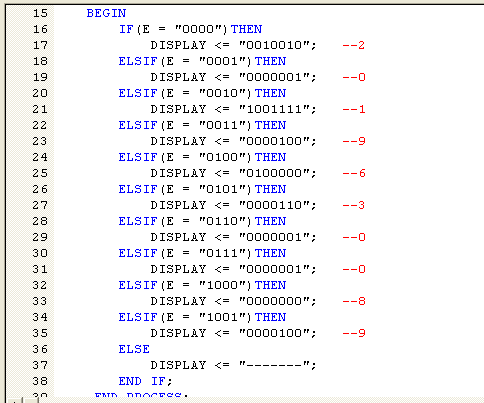 15 BEGIN
16 IF(E = "0000")THEN
17 DISPLAY <= "0010010"; --2
18 ELSIF(E = "0001")THEN
19 DISPLAY <= "0000001"; --0
20 ELSIF(E = "0010")THEN
21 DISPLAY <= "1001111"; --1
22 ELSIF(E = "0011")THEN
23 DISPLAY <= "0000100"; --9
24 ELSIF(E = "0100")THEN
25 DISPLAY <= "0100000"; --6
26 ELSIF(E = "0101")THEN
27 DISPLAY <= "0000110"; --3
28 ELSIF(E = "0110")THEN
29 DISPLAY <= "0000001"; --0
30 ELSIF(E = "0111")THEN
31 DISPLAY <= "0000001"; --0
32 ELSIF(E = "1000")THEN
33 DISPLAY <= "0000000"; --8
34 ELSIF(E = "1001")THEN
35 DISPLAY <= "0000100"; --9
36 ELSE
37 DISPLAY <= "-------";
38 END IF;
39 END PROCESS;